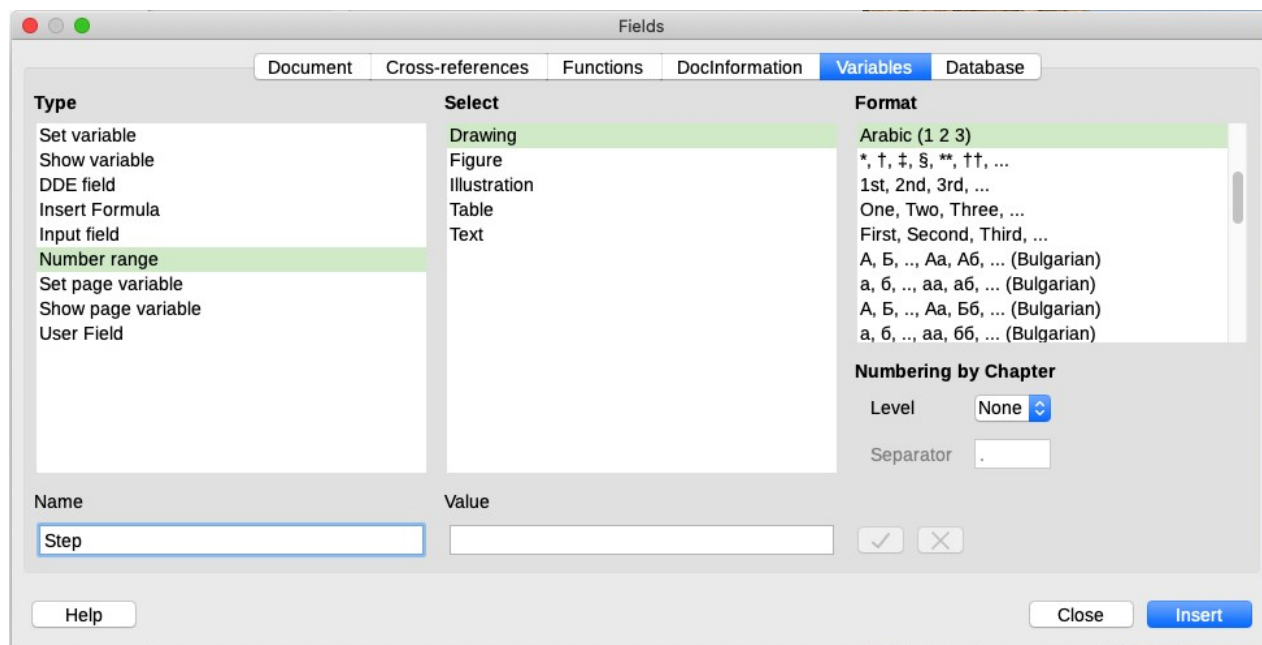 Fields
Document Cross-references Functions DocInformation Variables Database
Type
Set variable
Show variable
DDE field
Insert Formula
Input field
Number range
Set page variable
Show page variable
User Field
Select
Drawing
Figure
Illustration
Table
Text
Format
Arabic (1 2 3)
*, †, ‡, §, **, ††, ...
1st, 2nd, 3rd, ...
One, Two, Three, ...
First, Second, Third, ...
А, Б, .., Аа, Аб, ... (Bulgarian)
а, б, .., аа, аб, ... (Bulgarian)
А, Б, .., Аа, Бб, ... (Bulgarian)
а, б, .., аа, бб, ... (Bulgarian)
Numbering by Chapter
Level None
Separator .
Name
Step
Value
Help Close Insert